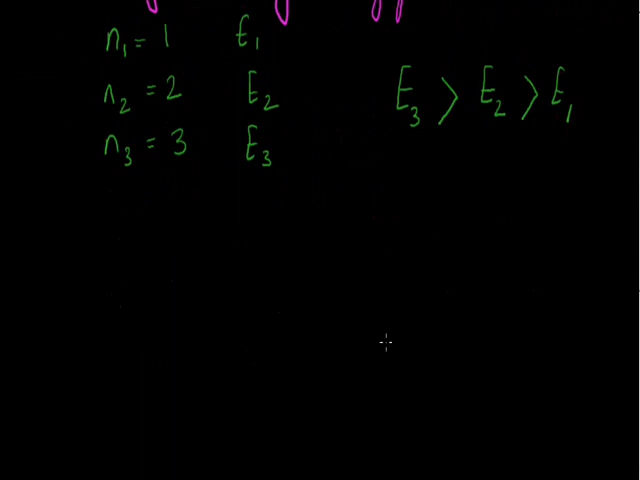 n₁ = 1 E₁
n₂ = 2 E₂
n₃ = 3 E₃
E₃ > E₂ > E₁